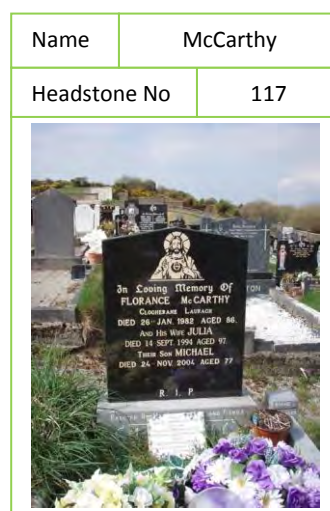 Name McCarthy
Headstone No 117
In Loving Memory Of
FLORANCE McCARTHY
CLOGHERANE LAURAGH
DIED 26 JAN. 1982 AGED 86.
AND HIS WIFE JULIA
DIED 14 SEPT. 1994 AGED 97.
THEIR SON MICHAEL
DIED 24 NOV. 2004 AGED 77
R. I. P.